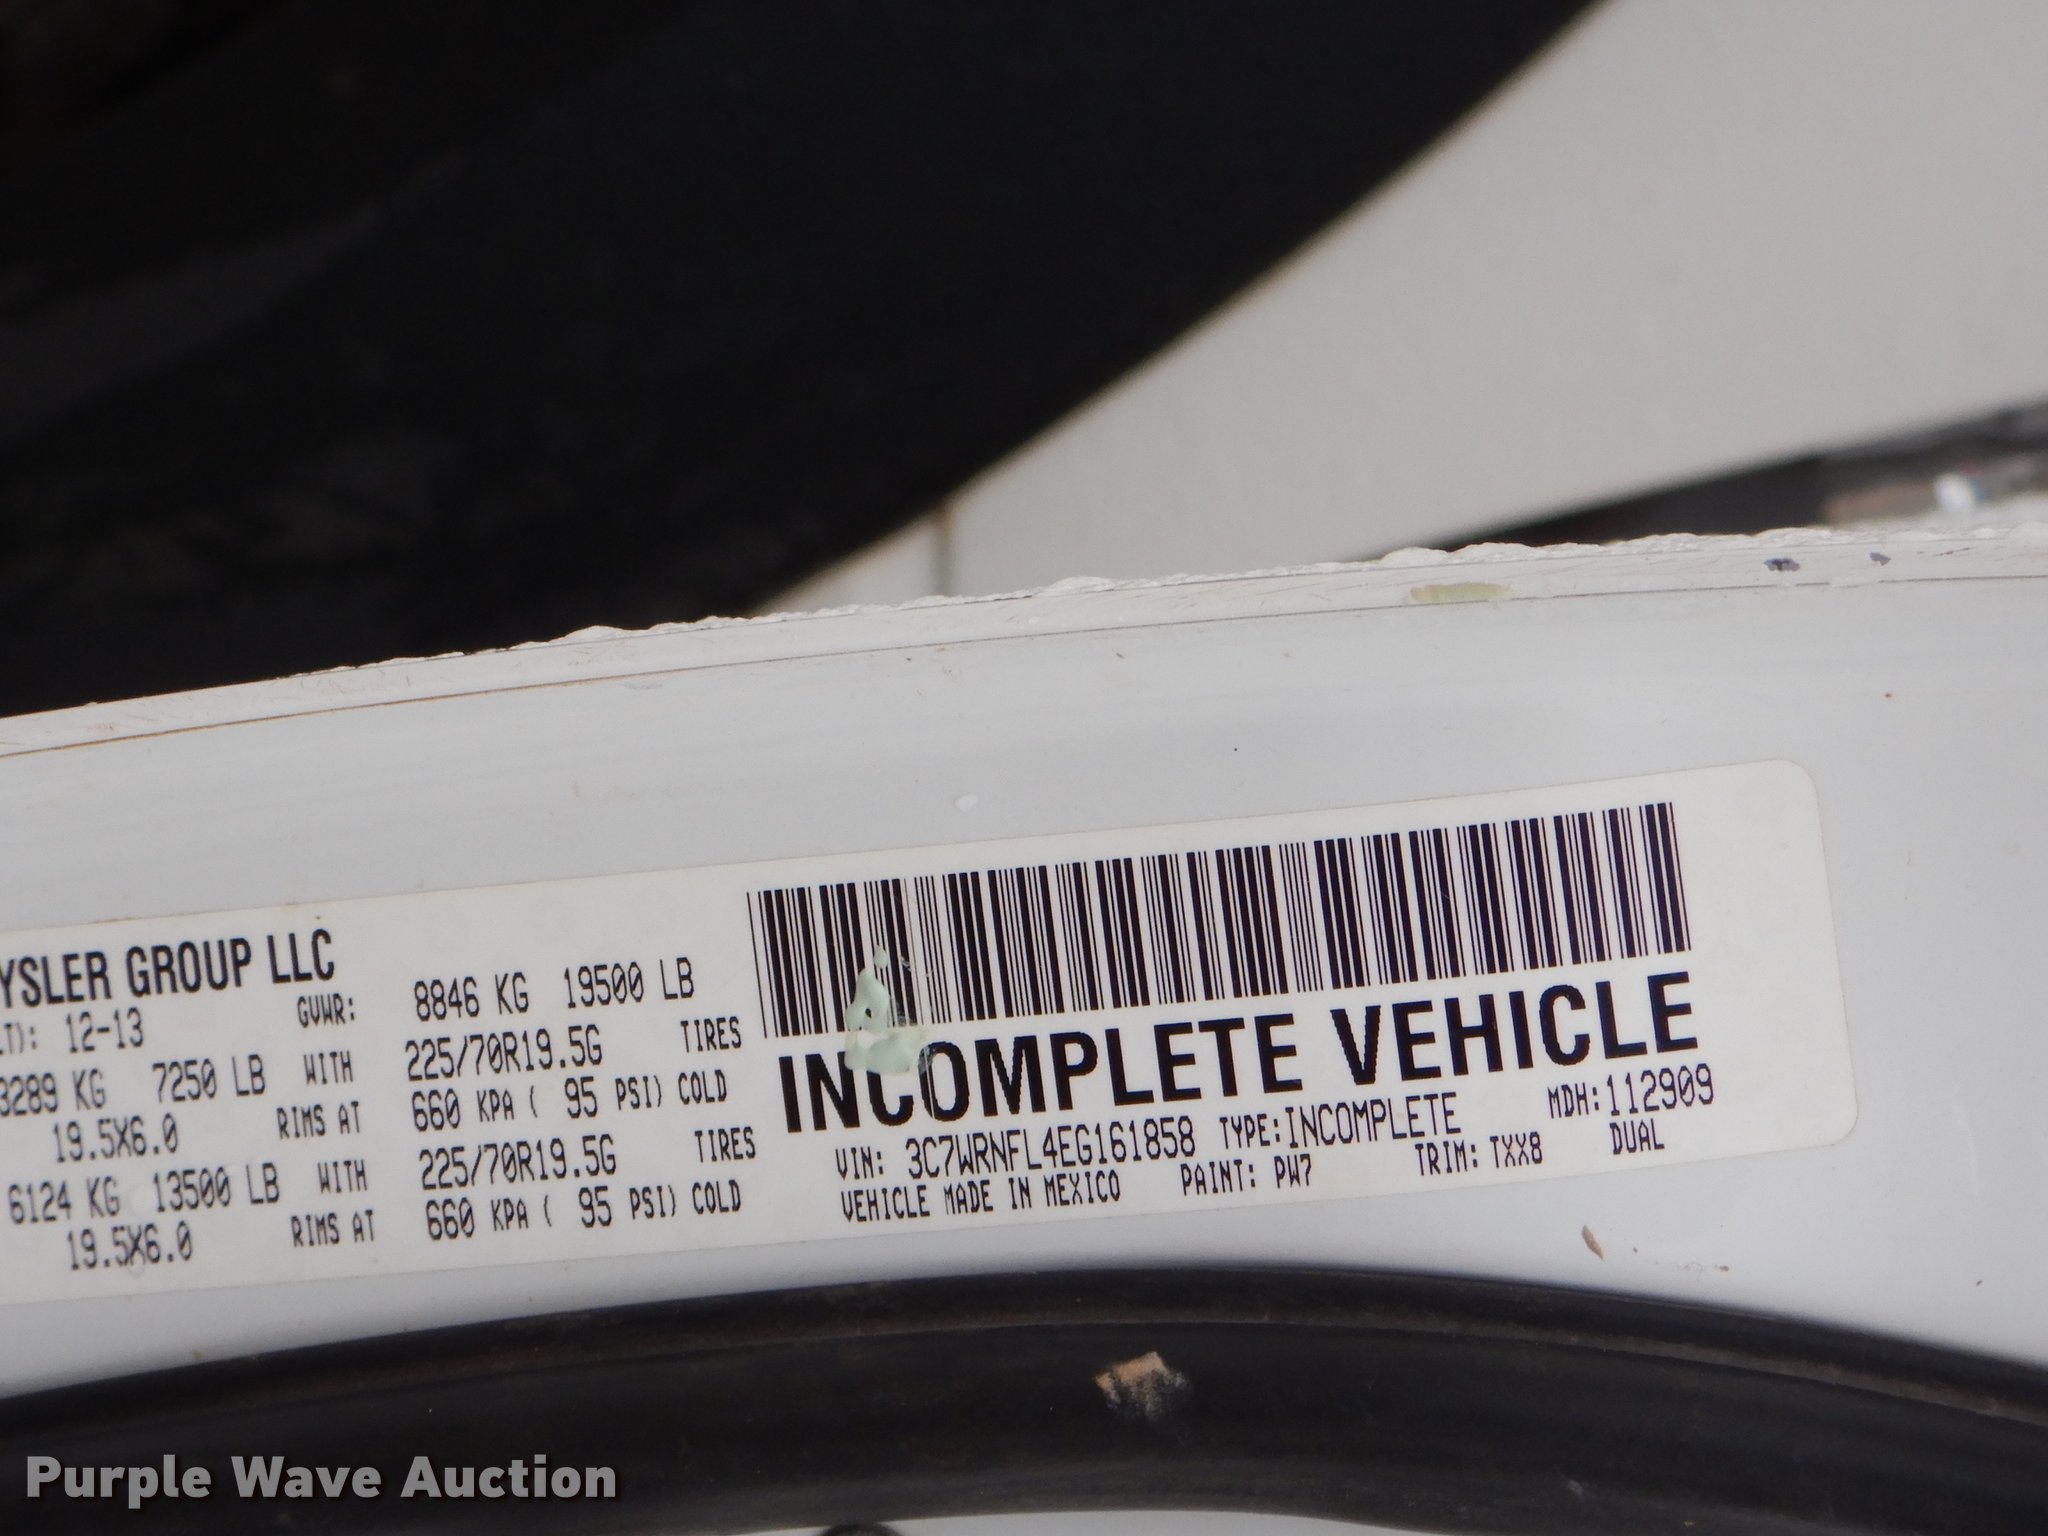 YSLER GROUP LLC
LT): 12-13 GVWR: 8846 KG 19500 LB
3289 KG 7250 LB WITH 225/70R19.5G TIRES
19.5X6.0 RIMS AT 660 KPA ( 95 PSI) COLD
6124 KG 13500 LB WITH 225/70R19.5G TIRES
19.5X6.0 RIMS AT 660 KPA ( 95 PSI) COLD
INCOMPLETE VEHICLE
VIN: 3C7WRNFL4EG161858 TYPE:INCOMPLETE MDH:112909
VEHICLE MADE IN MEXICO PAINT: PW7 TRIM: TXX8 DUAL
Purple Wave Auction